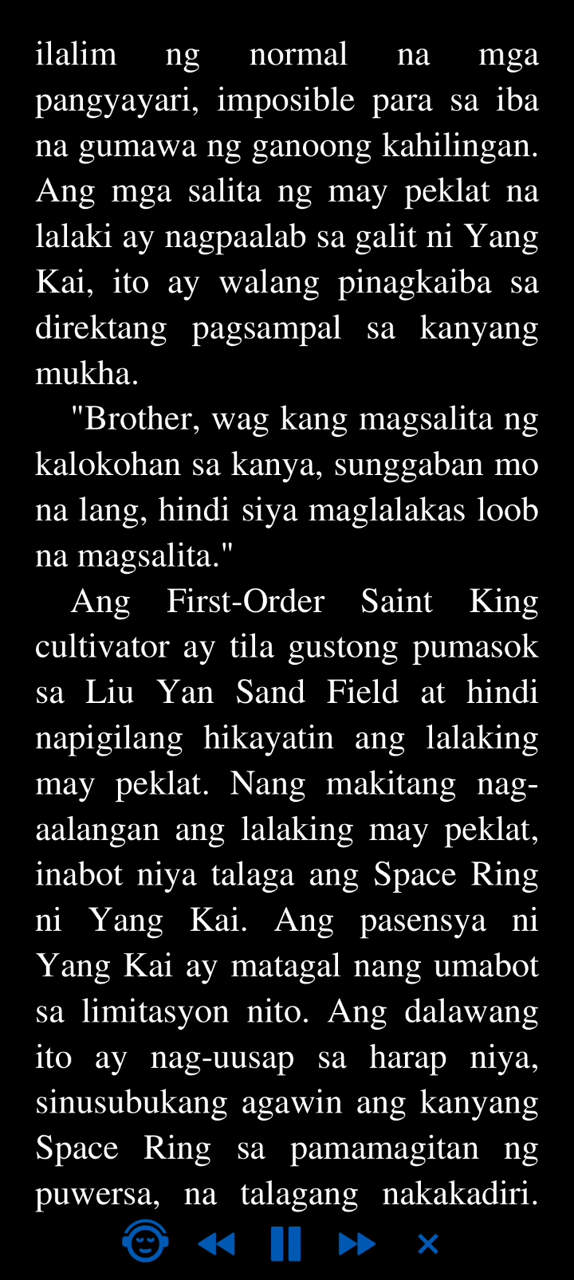 ilalim ng normal na mga
pangyayari, imposible para sa iba
na gumawa ng ganoong kahilingan.
Ang mga salita ng may peklat na
lalaki ay nagpaalab sa galit ni Yang
Kai, ito ay walang pinagkaiba sa
direktang pagsampal sa kanyang
mukha.
"Brother, wag kang magsalita ng
kalokohan sa kanya, sunggaban mo
na lang, hindi siya maglalakas loob
na magsalita."
Ang First-Order Saint King
cultivator ay tila gustong pumasok
sa Liu Yan Sand Field at hindi
napigilang hikayatin ang lalaking
may peklat. Nang makitang nag-
aalangan ang lalaking may peklat,
inabot niya talaga ang Space Ring
ni Yang Kai. Ang pasensya ni
Yang Kai ay matagal nang umabot
sa limitasyon nito. Ang dalawang
ito ay nag-uusap sa harap niya,
sinusubukang agawin ang kanyang
Space Ring sa pamamagitan ng
puwersa, na talagang nakakadiri.